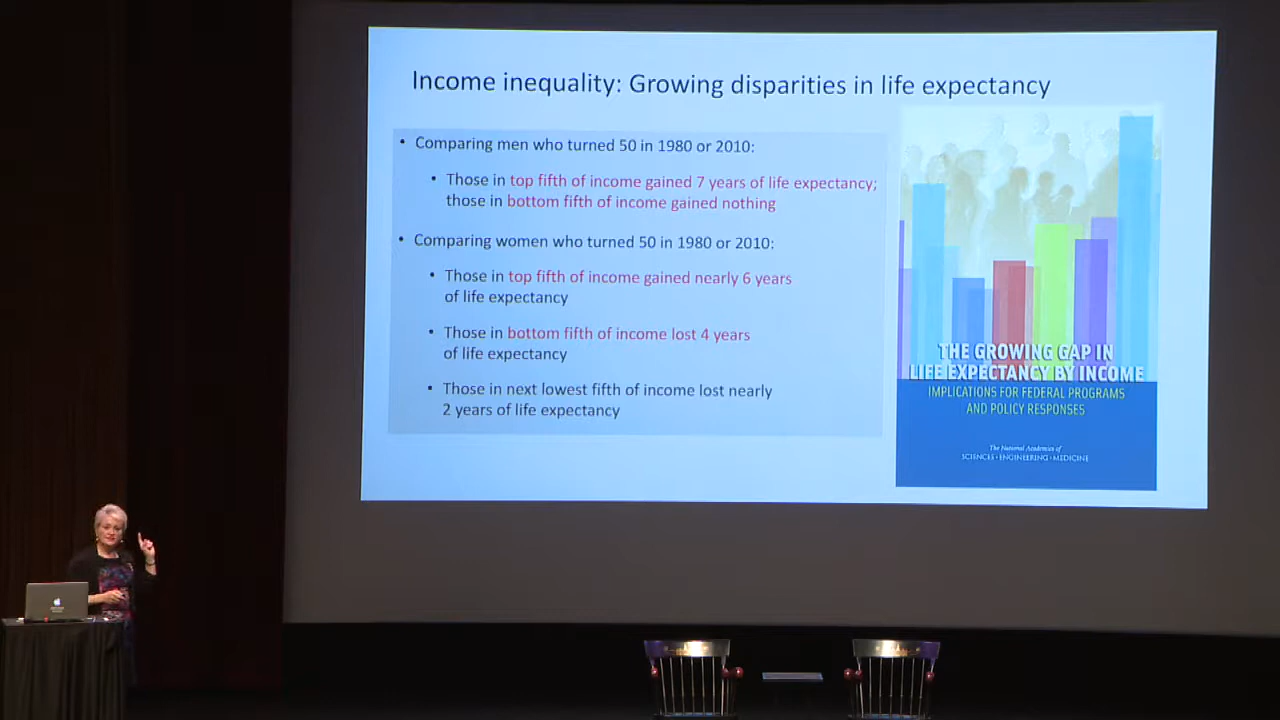 Income inequality: Growing disparities in life expectancy
• Comparing men who turned 50 in 1980 or 2010:
• Those in top fifth of income gained 7 years of life expectancy;
those in bottom fifth of income gained nothing
• Comparing women who turned 50 in 1980 or 2010:
• Those in top fifth of income gained nearly 6 years
of life expectancy
• Those in bottom fifth of income lost 4 years
of life expectancy
• Those in next lowest fifth of income lost nearly
2 years of life expectancy
THE GROWING GAP IN
LIFE EXPECTANCY BY INCOME
IMPLICATIONS FOR FEDERAL PROGRAMS
AND POLICY RESPONSES
The National Academies of
SCIENCES • ENGINEERING • MEDICINE